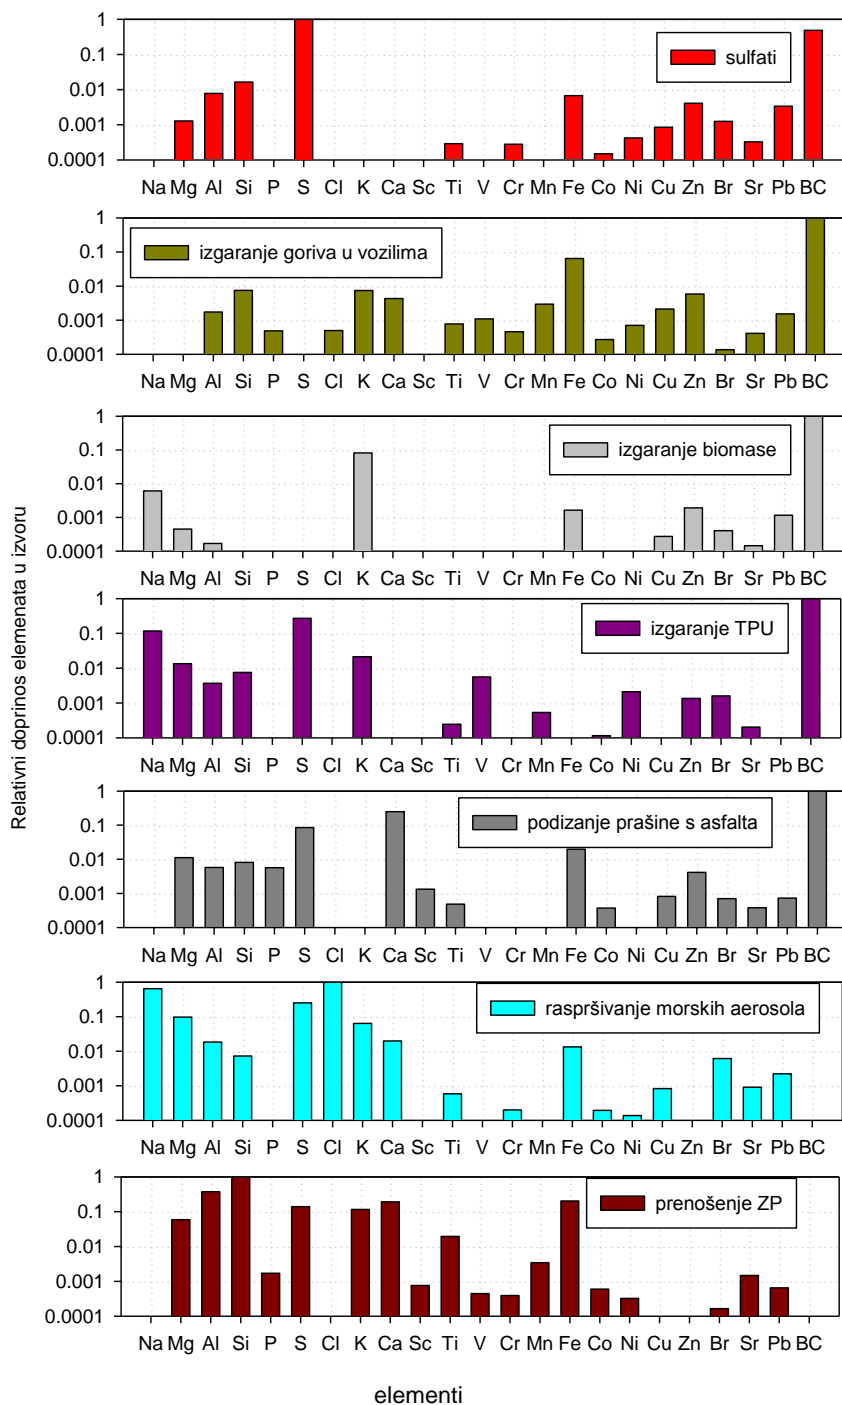 Relativni doprinos elemenata u izvoru
1
sulfati
0.1
0.01
0.001
0.0001
Na Mg Al Si P S Cl K Ca Sc Ti V Cr Mn Fe Co Ni Cu Zn Br Sr Pb BC
1
izgaranje goriva u vozilima
0.1
0.01
0.001
0.0001
Na Mg Al Si P S Cl K Ca Sc Ti V Cr Mn Fe Co Ni Cu Zn Br Sr Pb BC
1
izgaranje biomase
0.1
0.01
0.001
0.0001
Na Mg Al Si P S Cl K Ca Sc Ti V Cr Mn Fe Co Ni Cu Zn Br Sr Pb BC
1
izgaranje TPU
0.1
0.01
0.001
0.0001
Na Mg Al Si P S Cl K Ca Sc Ti V Cr Mn Fe Co Ni Cu Zn Br Sr Pb BC
1
podizanje prašine s asfalta
0.1
0.01
0.001
0.0001
Na Mg Al Si P S Cl K Ca Sc Ti V Cr Mn Fe Co Ni Cu Zn Br Sr Pb BC
1
raspršivanje morskih aerosola
0.1
0.01
0.001
0.0001
Na Mg Al Si P S Cl K Ca Sc Ti V Cr Mn Fe Co Ni Cu Zn Br Sr Pb BC
1
prenošenje ZP
0.1
0.01
0.001
0.0001
Na Mg Al Si P S Cl K Ca Sc Ti V Cr Mn Fe Co Ni Cu Zn Br Sr Pb BC
elementi